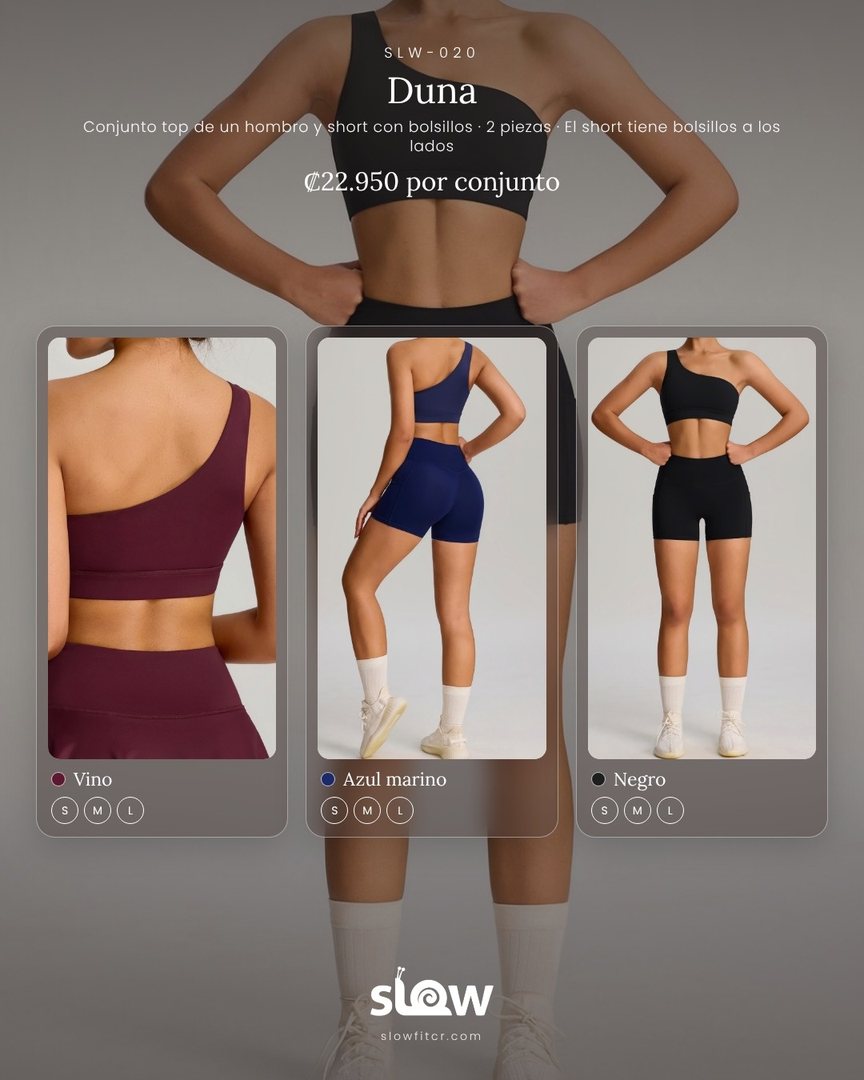 SLW-020
Duna
Conjunto top de un hombro y short con bolsillos · 2 piezas · El short tiene bolsillos a los
lados
₡22.950 por conjunto
Vino
S M L
Azul marino
S M L
Negro
S M L
slow
slowfitcr.com